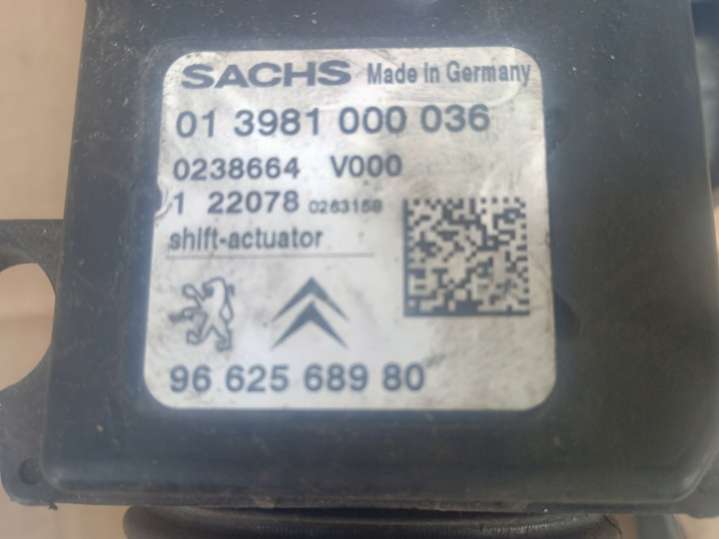 SACHS Made in Germany
01 3981 000 036
0238664 V000
1 22078 0263158
shift-actuator
96 625 689 80